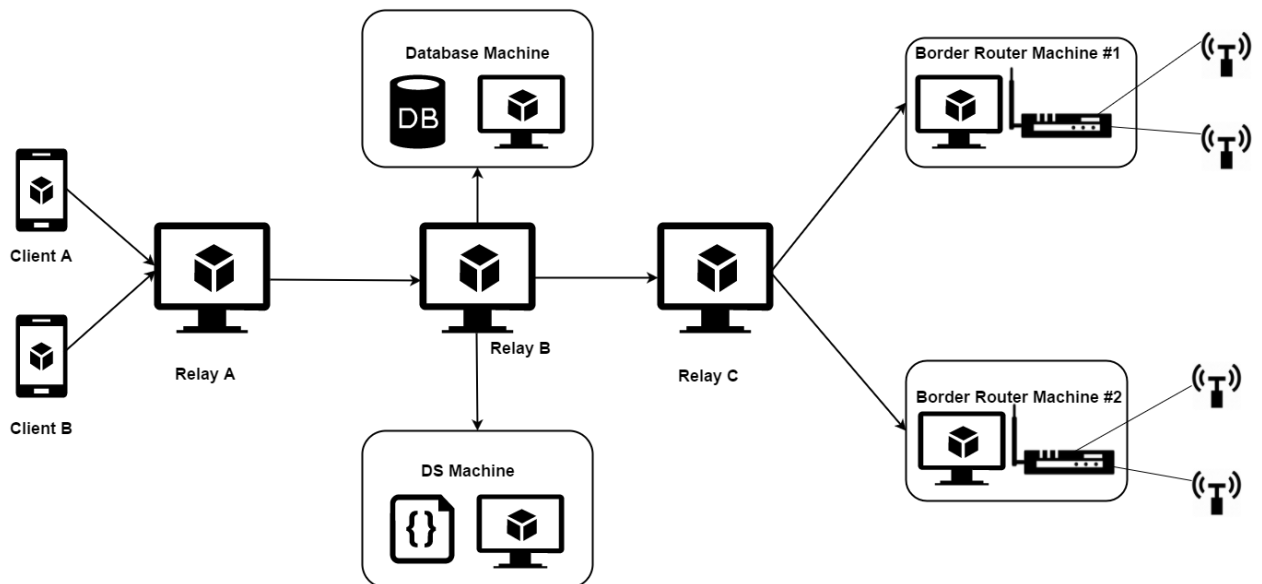 Database Machine
DB
Border Router Machine #1
Client A
Relay A
Relay B
Relay C
Client B
Border Router Machine #2
DS Machine
{}